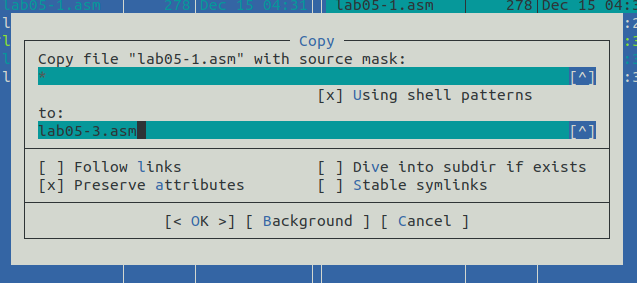 lab05-1.asm 278 Dec 15 04:31 lab05-1.asm 278 Dec 15 04:3
Copy
Copy file "lab05-1.asm" with source mask:
* [^]
[x] Using shell patterns
to:
lab05-3.asm [^]
[ ] Follow links [ ] Dive into subdir if exists
[x] Preserve attributes [ ] Stable symlinks
[< OK >] [ Background ] [ Cancel ]